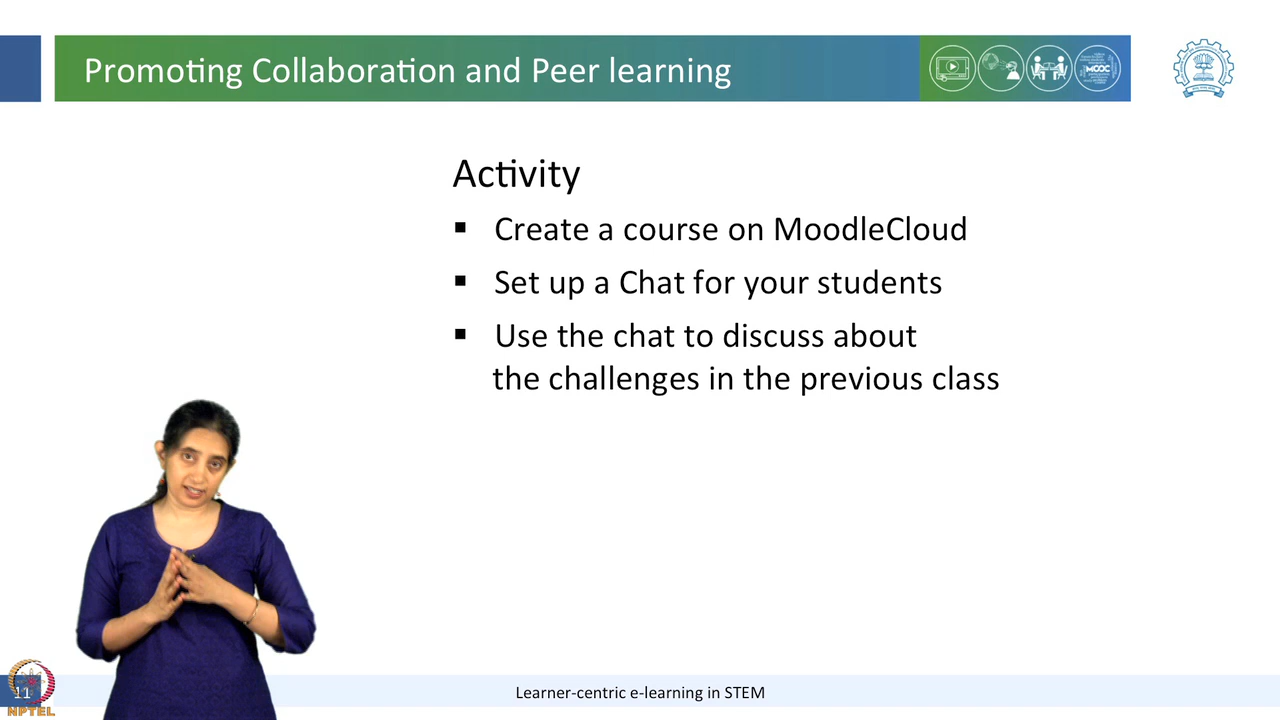 Promoting Collaboration and Peer learning
MOOC
Activity
▪ Create a course on MoodleCloud
▪ Set up a Chat for your students
▪ Use the chat to discuss about
the challenges in the previous class
11
NPTEL
Learner-centric e-learning in STEM